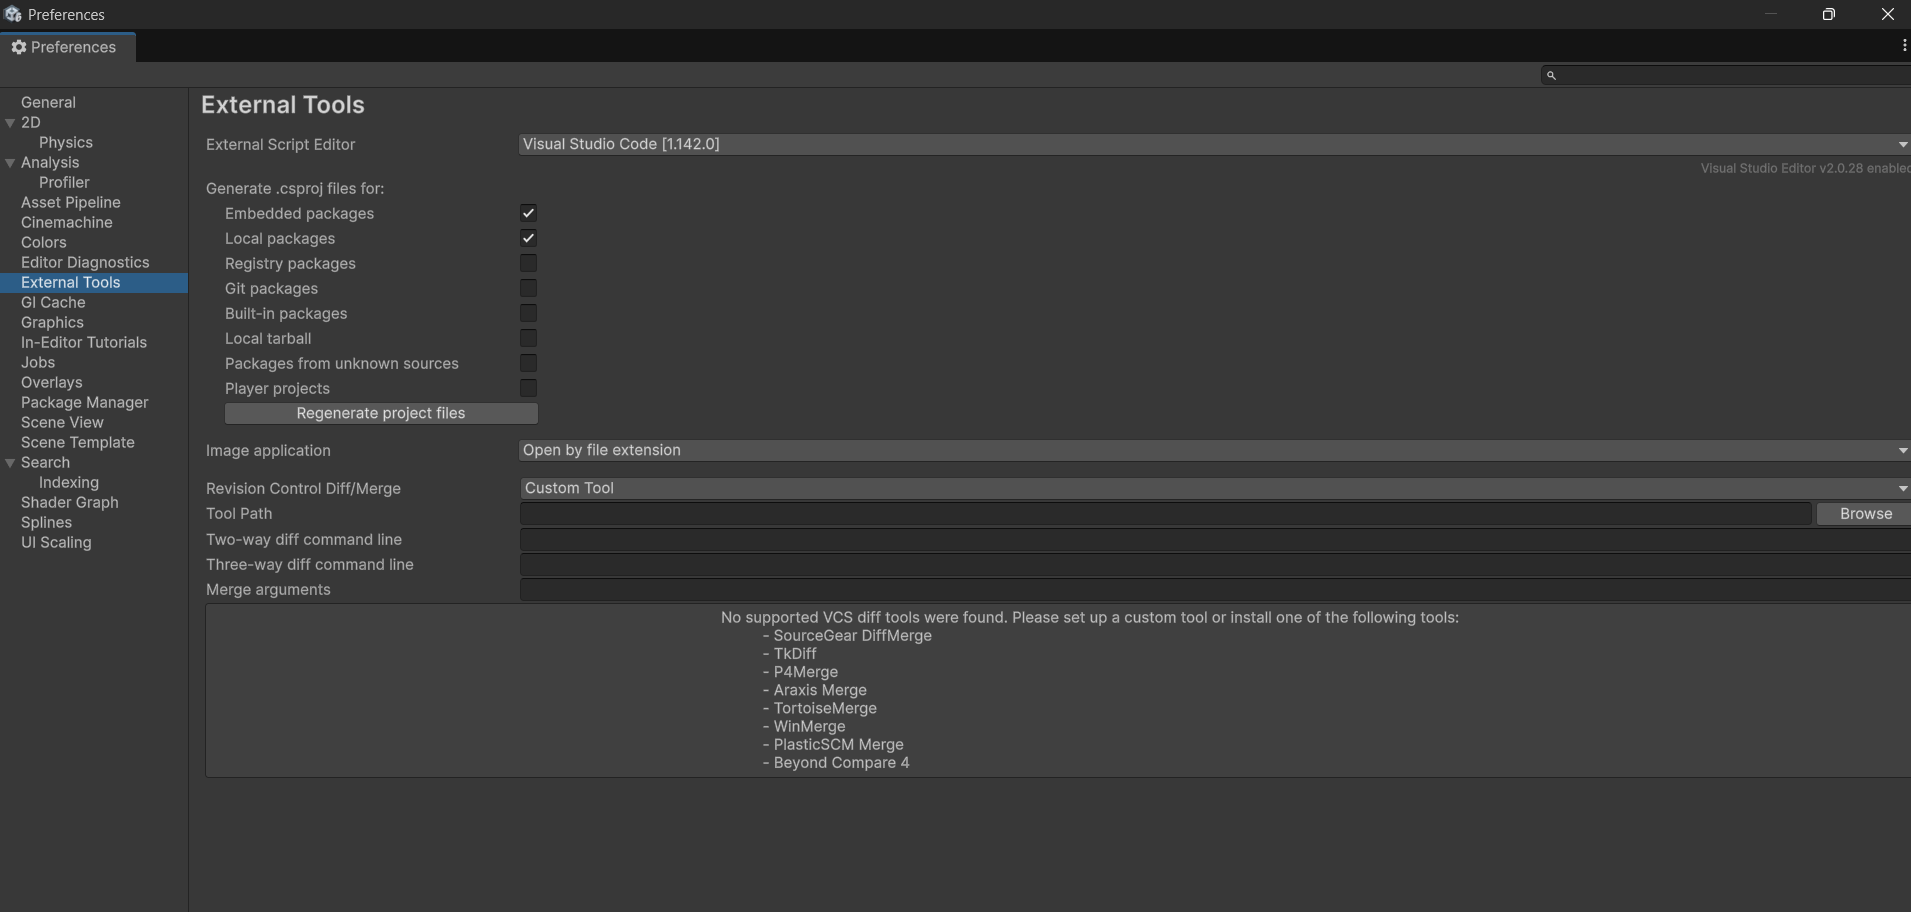 Preferences
Preferences
General
2D
Physics
Analysis
Profiler
Asset Pipeline
Cinemachine
Colors
Editor Diagnostics
External Tools
GI Cache
Graphics
In-Editor Tutorials
Jobs
Overlays
Package Manager
Scene View
Scene Template
Search
Indexing
Shader Graph
Splines
UI Scaling
External Tools
External Script Editor Visual Studio Code [1.142.0]
Visual Studio Editor v2.0.28 enabled
Generate .csproj files for:
Embedded packages
Local packages
Registry packages
Git packages
Built-in packages
Local tarball
Packages from unknown sources
Player projects
Regenerate project files
Image application Open by file extension
Revision Control Diff/Merge Custom Tool
Tool Path Browse
Two-way diff command line
Three-way diff command line
Merge arguments
No supported VCS diff tools were found. Please set up a custom tool or install one of the following tools:
- SourceGear DiffMerge
- TkDiff
- P4Merge
- Araxis Merge
- TortoiseMerge
- WinMerge
- PlasticSCM Merge
- Beyond Compare 4